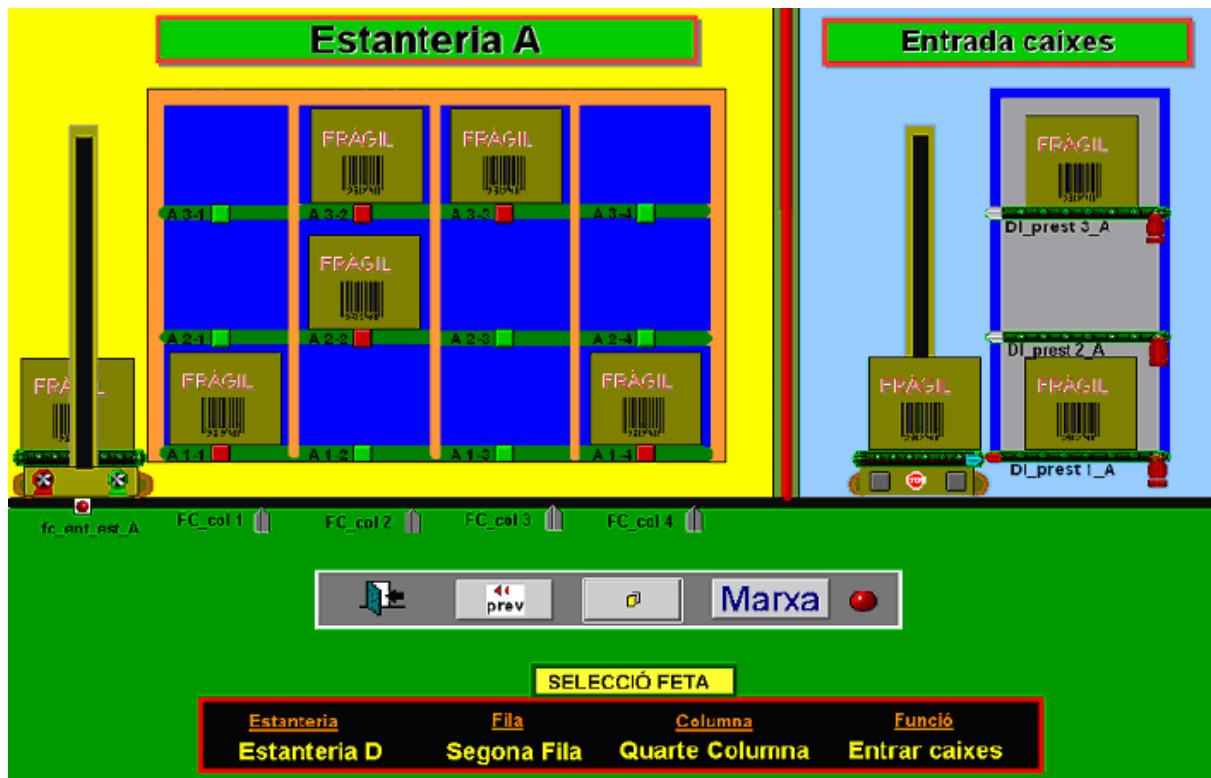 Estanteria A
Entrada caixes
FRÀGIL
FRÀGIL
FRÀGIL
A 3-1
A 3-2
A 3-3
A 3-4
DI_prest 3_A
FRÀGIL
A 2-1
A 2-2
A 2-3
A 2-4
DI_prest 2_A
FRÀGIL
FRÀGIL
FRÀGIL
FRÀGIL
A 1-1
A 1-2
A 1-3
A 1-4
DI_prest 1_A
STOP
fc_ent_est_A
FC_col 1
FC_col 2
FC_col 3
FC_col 4
prev
Marxa
SELECCIÓ FETA
Estanteria Fila Columna Funció
Estanteria D Segona Fila Quarte Columna Entrar caixes